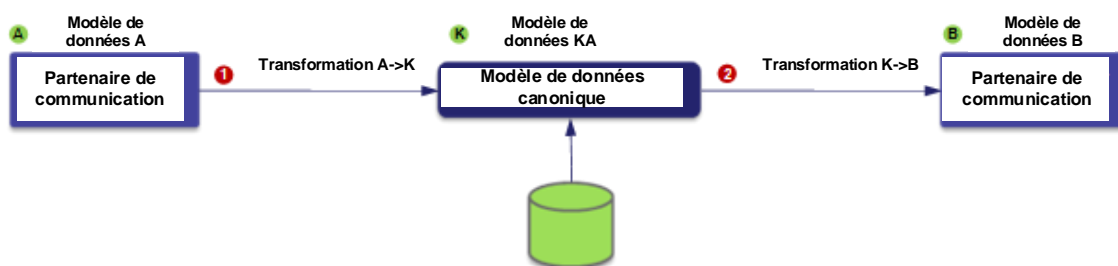 A
Modèle de
données A
Partenaire de
communication
1
Transformation A->K
K
Modèle de
données KA
Modèle de données
canonique
2
Transformation K->B
B
Modèle de
données B
Partenaire de
communication